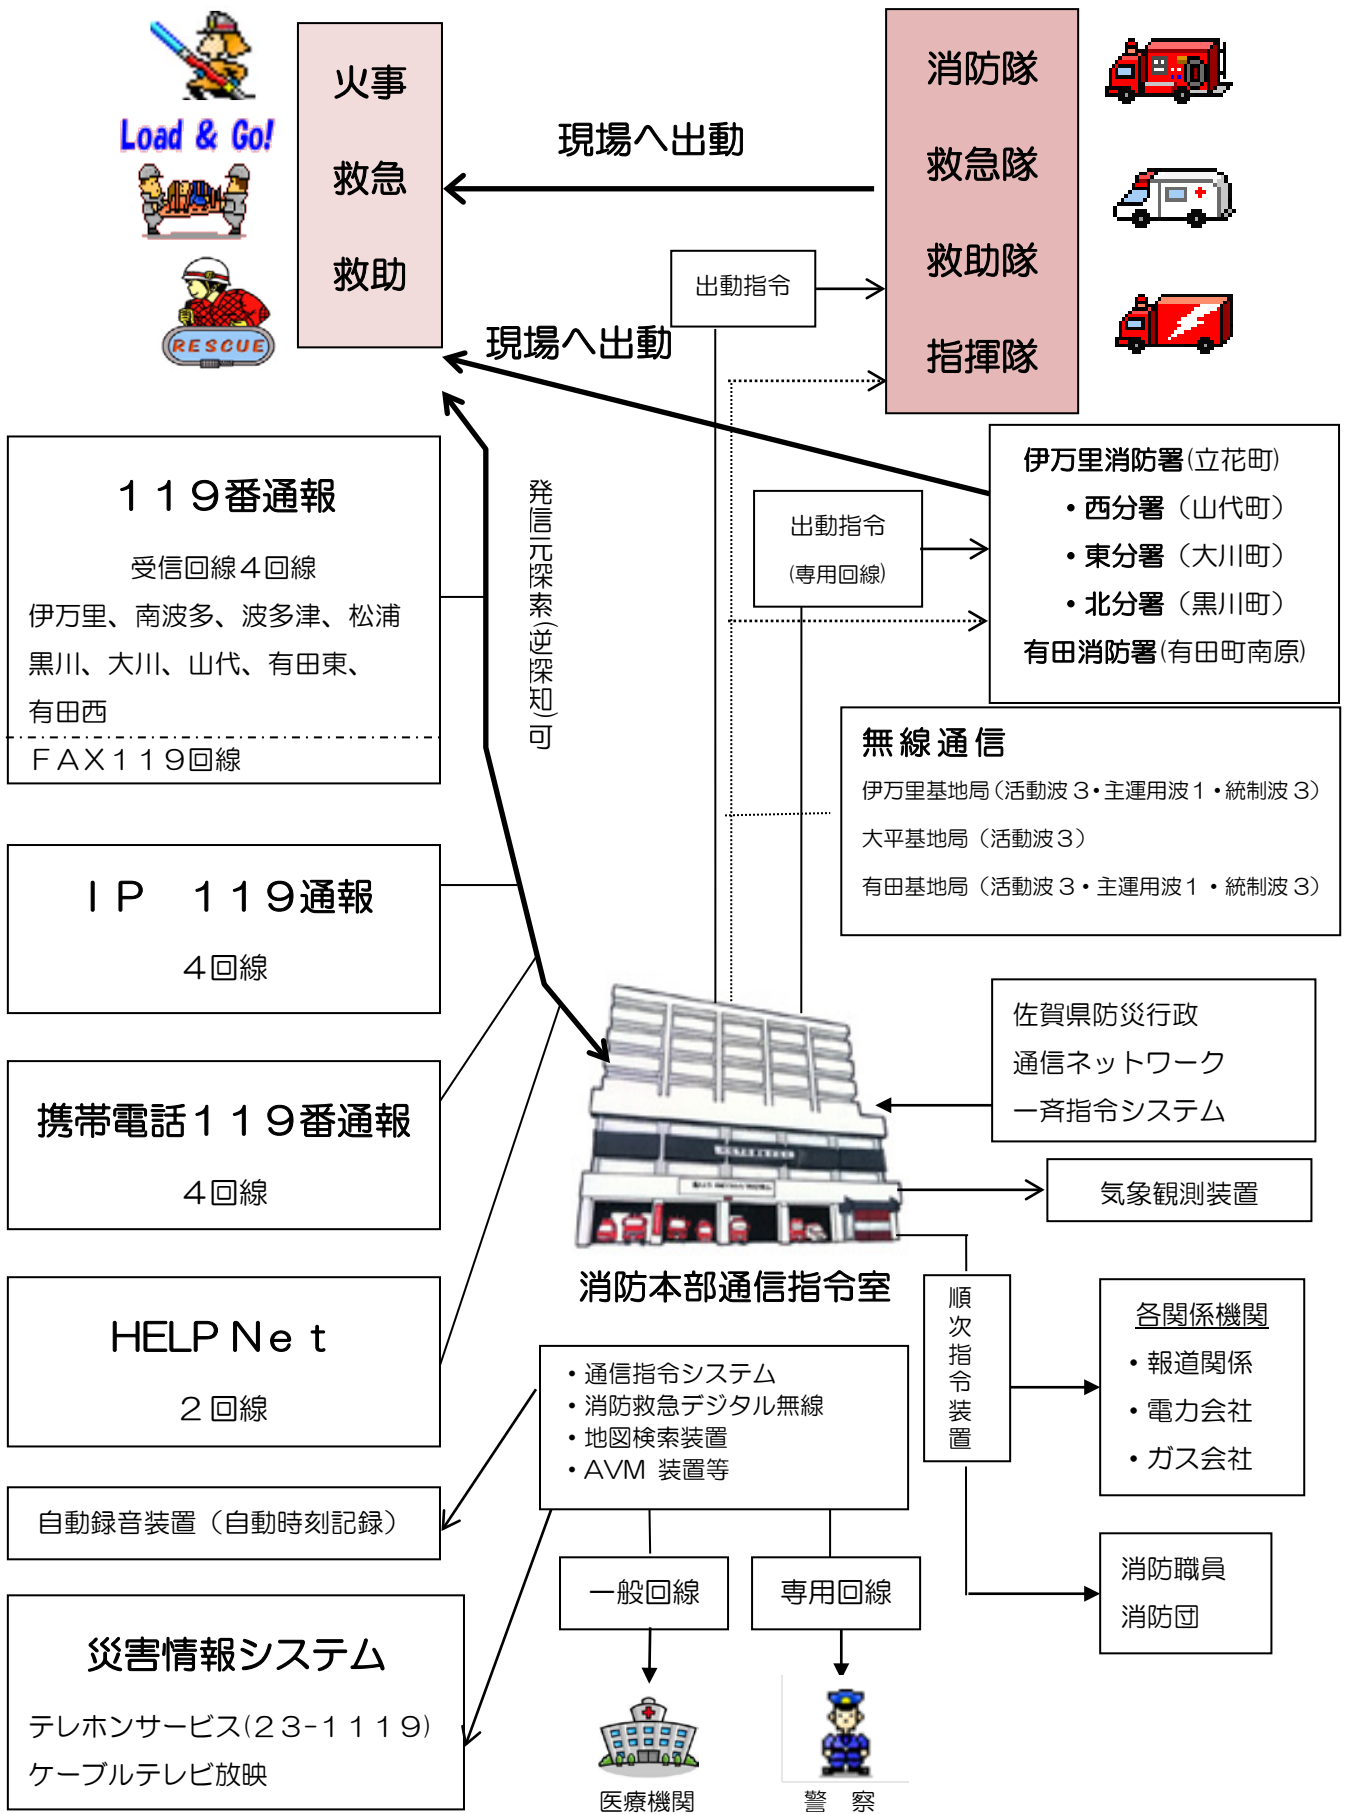 Load & Go!
RESCUE
火事
救急
救助
現場へ出動
消防隊
救急隊
救助隊
指揮隊
出動指令
現場へ出動
119番通報
受信回線4回線
伊万里、南波多、波多津、松浦
黒川、大川、山代、有田東、
有田西
FAX119回線
発信元探索(逆探知)可
出動指令
(専用回線)
伊万里消防署(立花町)
・西分署（山代町）
・東分署（大川町）
・北分署（黒川町）
有田消防署(有田町南原)
無線通信
伊万里基地局（活動波3・主運用波1・統制波3）
大平基地局（活動波3）
有田基地局（活動波3・主運用波1・統制波3）
IP　119通報
4回線
携帯電話119番通報
4回線
HELP Net
2回線
自動録音装置（自動時刻記録）
災害情報システム
テレホンサービス(23-1119)
ケーブルテレビ放映
佐賀県防災行政
通信ネットワーク
一斉指令システム
気象観測装置
消防本部通信指令室
・通信指令システム
・消防救急デジタル無線
・地図検索装置
・AVM 装置等
順次指令装置
各関係機関
・報道関係
・電力会社
・ガス会社
消防職員
消防団
一般回線
専用回線
医療機関
警　察